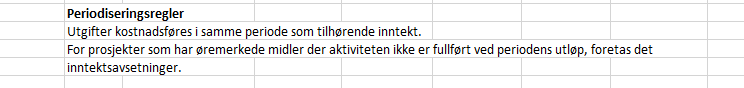 Periodiseringsregler
Utgifter kostnadsføres i samme periode som tilhørende inntekt.
For prosjekter som har øremerkede midler der aktiviteten ikke er fullført ved periodens utløp, foretas det
inntektsavsetninger.